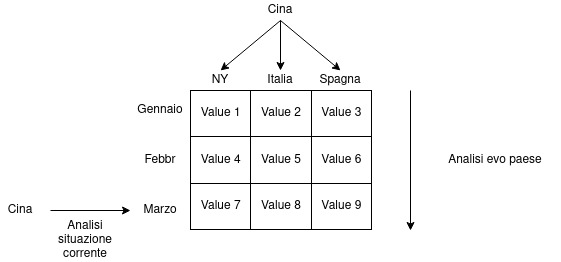 Cina
NY Italia Spagna
Gennaio Value 1 Value 2 Value 3
Febbr Value 4 Value 5 Value 6 Analisi evo paese
Cina Marzo Value 7 Value 8 Value 9
Analisi
situazione
corrente